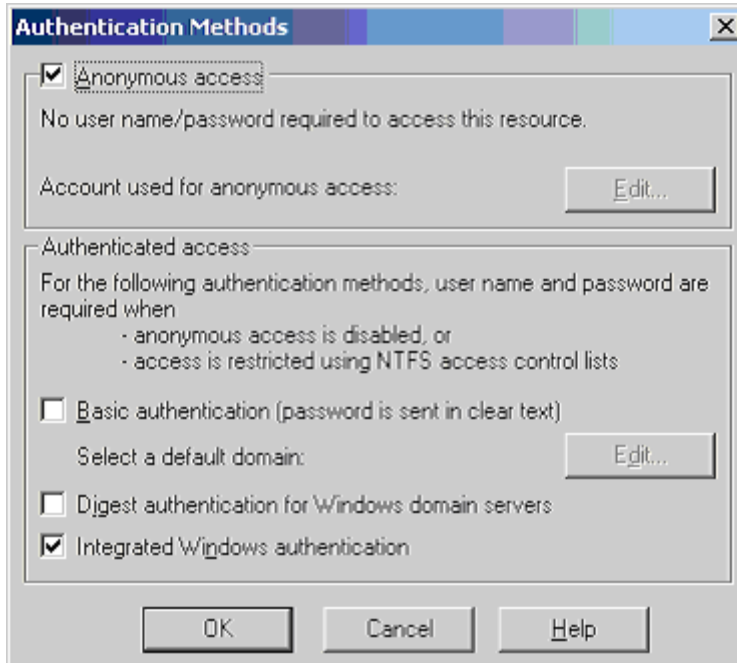 Authentication Methods
Anonymous access
No user name/password required to access this resource.
Account used for anonymous access:
Edit...
Authenticated access
For the following authentication methods, user name and password are
required when
- anonymous access is disabled, or
- access is restricted using NTFS access control lists
Basic authentication (password is sent in clear text)
Select a default domain:
Edit...
Digest authentication for Windows domain servers
Integrated Windows authentication
OK
Cancel
Help